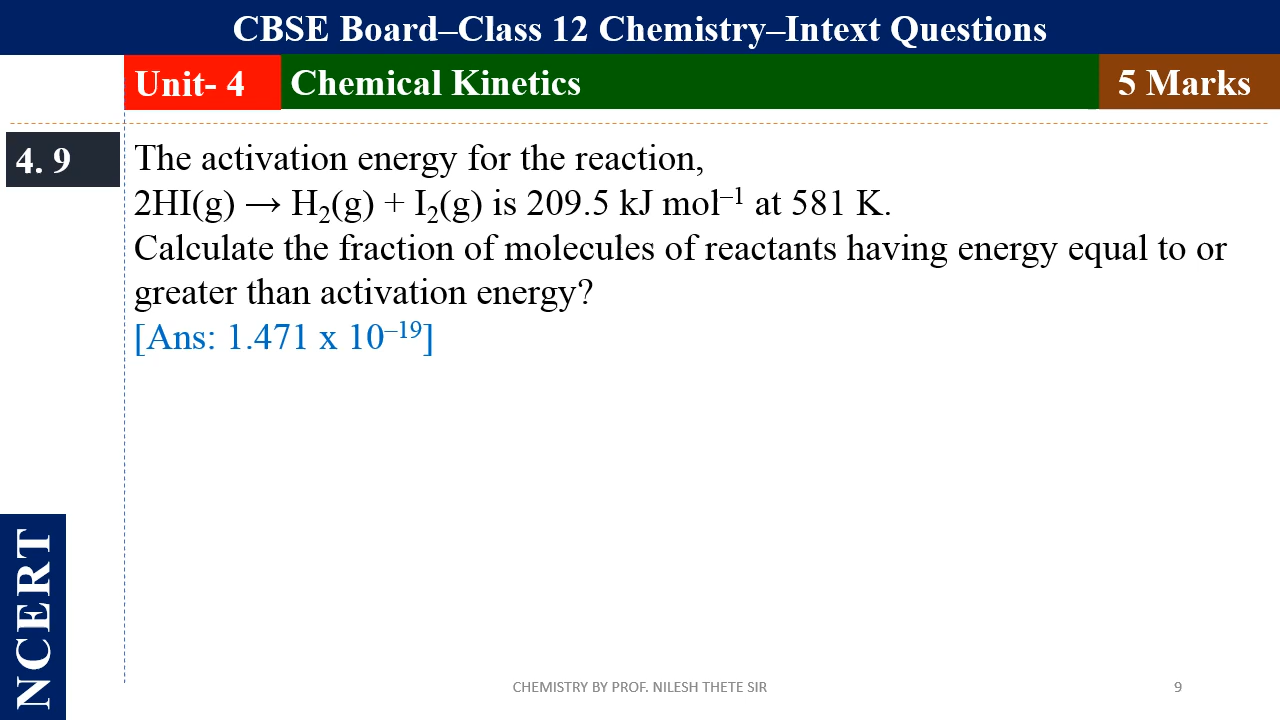 CBSE Board–Class 12 Chemistry–Intext Questions
Unit- 4 Chemical Kinetics 5 Marks
4. 9 The activation energy for the reaction,
2HI(g) → H₂(g) + I₂(g) is 209.5 kJ mol⁻¹ at 581 K.
Calculate the fraction of molecules of reactants having energy equal to or
greater than activation energy?
[Ans: 1.471 x 10⁻¹⁹]
NCERT
CHEMISTRY BY PROF. NILESH THETE SIR 9